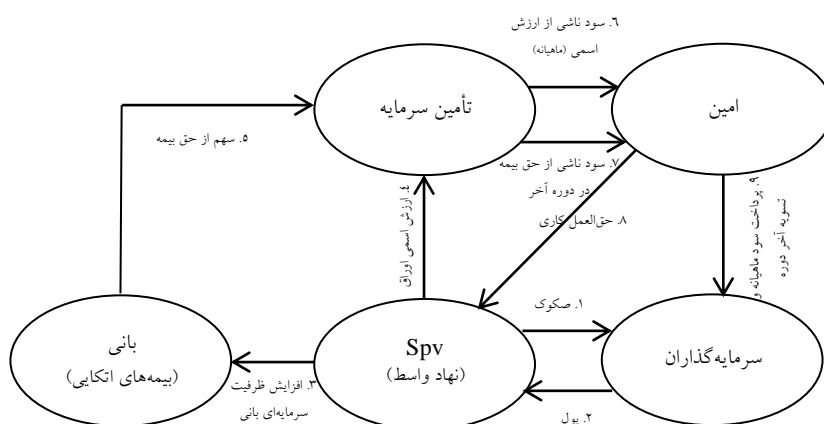 ۶. سود ناشی از ارزش
اسمی (ماهیانه)
تأمین سرمایه
امین
۵. سهم از حق بیمه
۷. سود ناشی از حق بیمه
در دوره آخر
۸. حق‌العمل کاری
۴. ارزش اسمی اوراق
۹. پرداخت سود ماهیانه و
تسویه آخر دوره
۱. صکوک
بانی
(بیمه‌های اتکایی)
Spv
(نهاد واسط)
سرمایه‌گذاران
۳. افزایش ظرفیت
سرمایه‌ای بانی
۲. پول